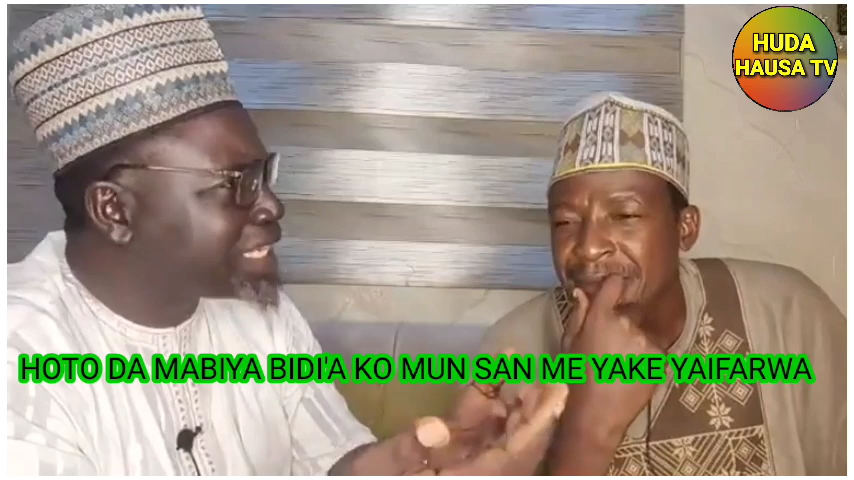 HUDA
HAUSA TV
HOTO DA MABIYA BIDI'A KO MUN SAN ME YAKE YAIFARWA